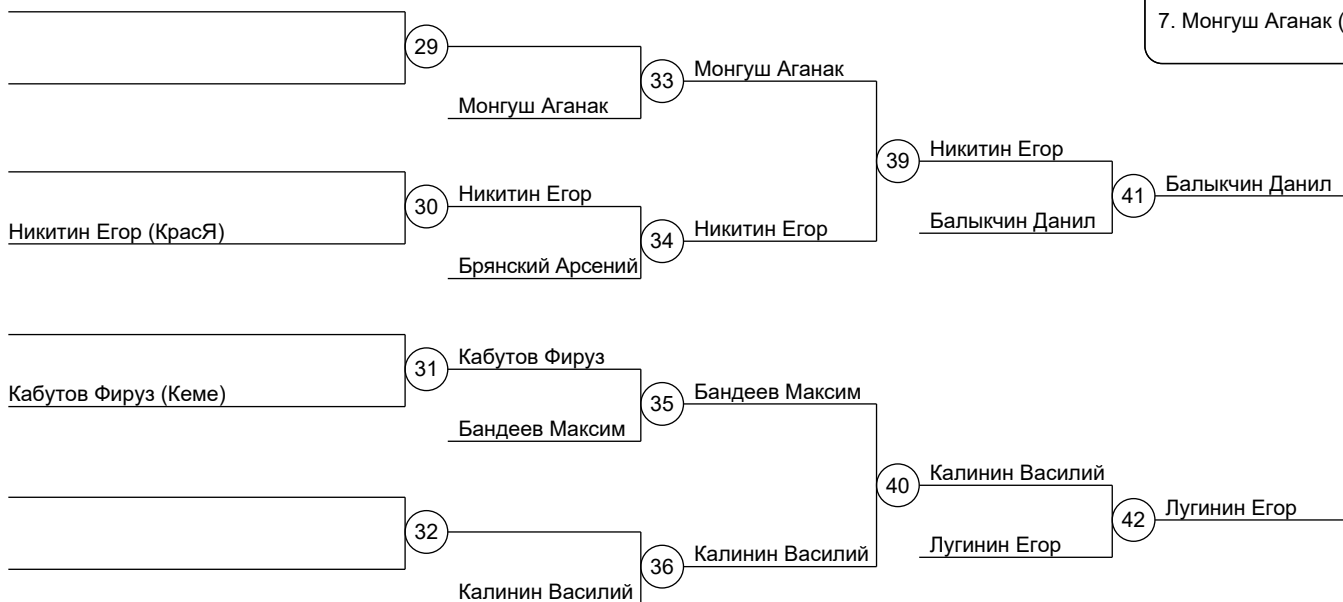 7. Монгуш Аганак (
29
33
Монгуш Аганак
Монгуш Аганак
39
Никитин Егор
41
Балыкчин Данил
30
Никитин Егор
Никитин Егор (КрасЯ)
34
Никитин Егор
Балыкчин Данил
Брянский Арсений
31
Кабутов Фируз
Кабутов Фируз (Кеме)
35
Бандеев Максим
Бандеев Максим
40
Калинин Василий
42
Лугинин Егор
32
36
Калинин Василий
Лугинин Егор
Калинин Василий